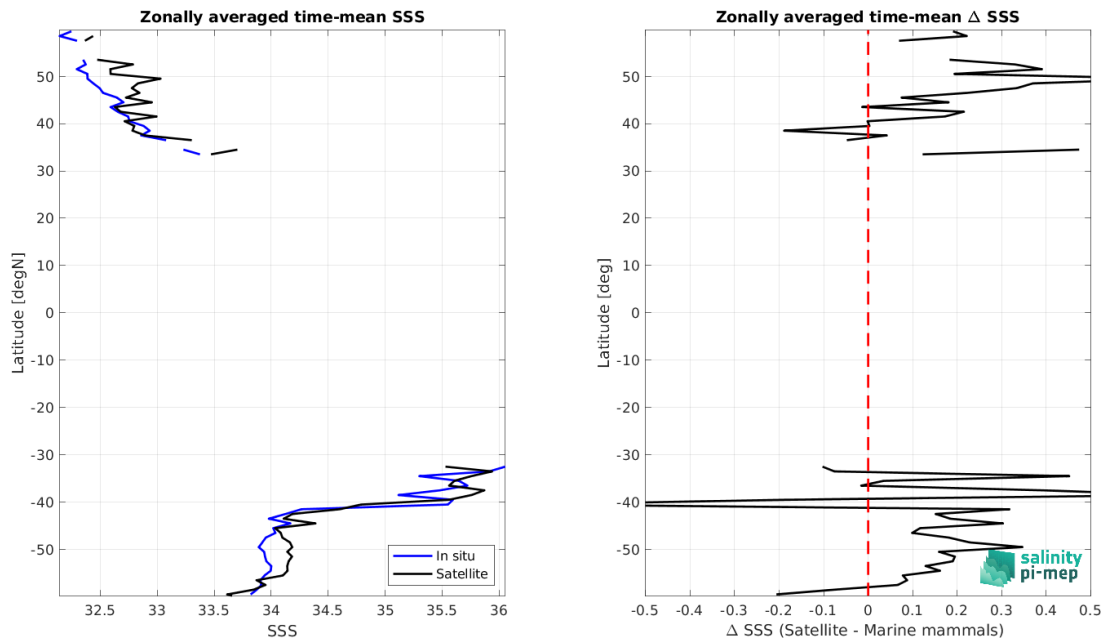 Zonally averaged time-mean SSS
Latitude [degN]
50
40
30
20
10
0
-10
-20
-30
-40
-50
32.5 33 33.5 34 34.5 35 35.5 36
SSS
In situ
Satellite
Zonally averaged time-mean Δ SSS
Latitude [deg]
50
40
30
20
10
0
-10
-20
-30
-40
-50
-0.5 -0.4 -0.3 -0.2 -0.1 0 0.1 0.2 0.3 0.4 0.5
Δ SSS (Satellite - Marine mammals)
salinity
pi-mep